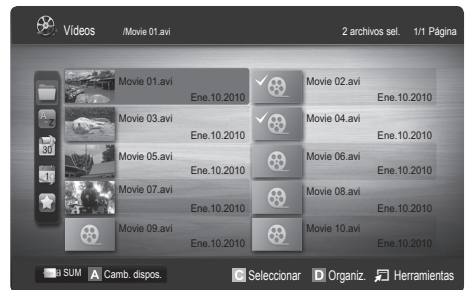 Vídeos /Movie 01.avi 2 archivos sel. 1/1 Página
Movie 01.avi Movie 02.avi
Ene.10.2010 Ene.10.2010
Movie 03.avi Movie 04.avi
Ene.10.2010 Ene.10.2010
Movie 05.avi Movie 06.avi
Ene.10.2010 Ene.10.2010
Movie 07.avi Movie 08.avi
Ene.10.2010 Ene.10.2010
Movie 09.avi Movie 10.avi
Ene.10.2010 Ene.10.2010
A Z
30
SUM A Camb. dispos. C Seleccionar D Organiz. Herramientas